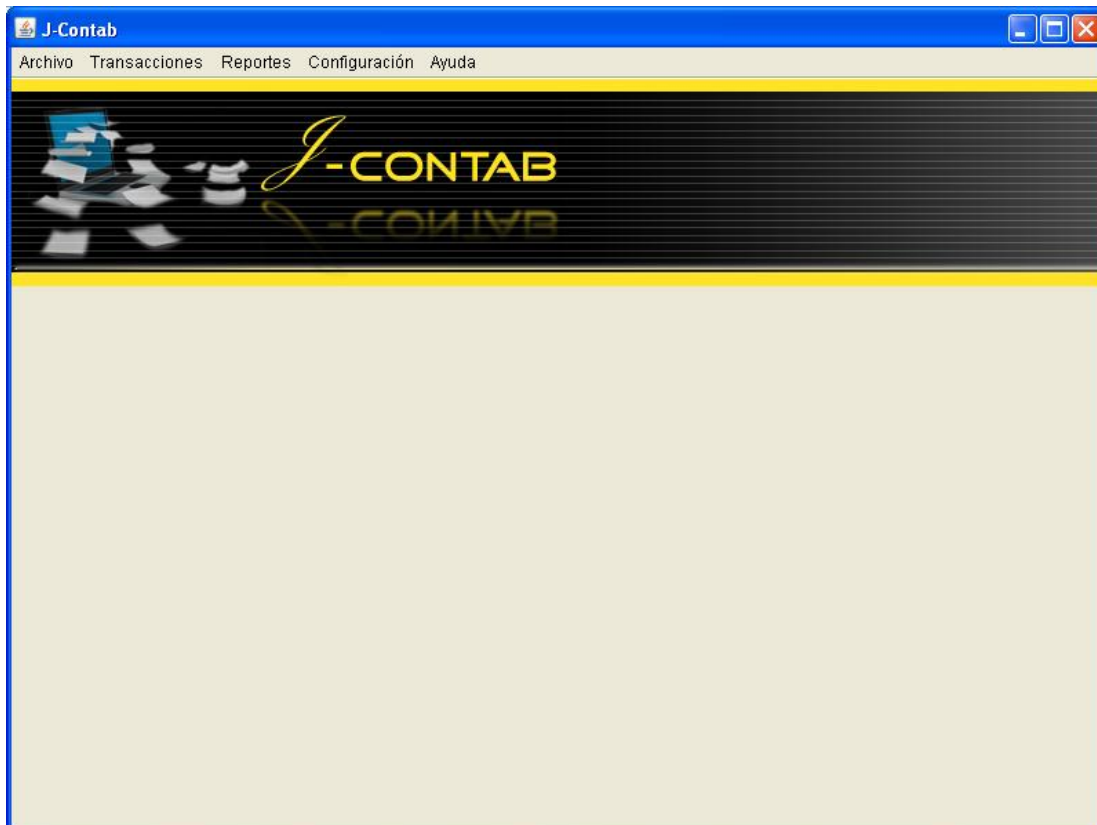 J-Contab
Archivo Transacciones Reportes Configuración Ayuda
J-CONTAB